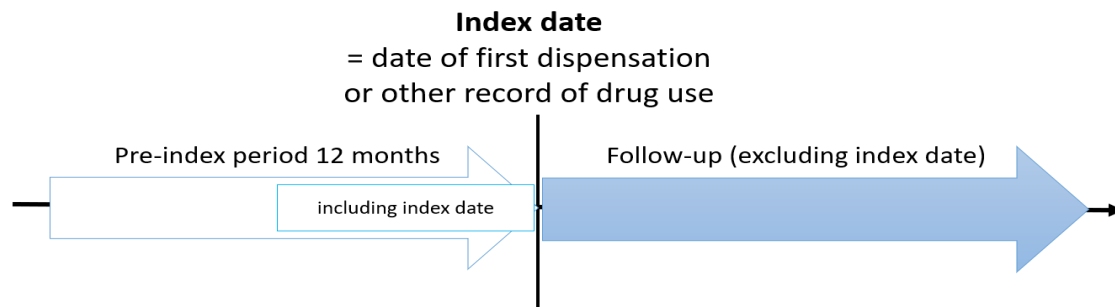 Index date
= date of first dispensation
or other record of drug use
Pre-index period 12 months
Follow-up (excluding index date)
including index date